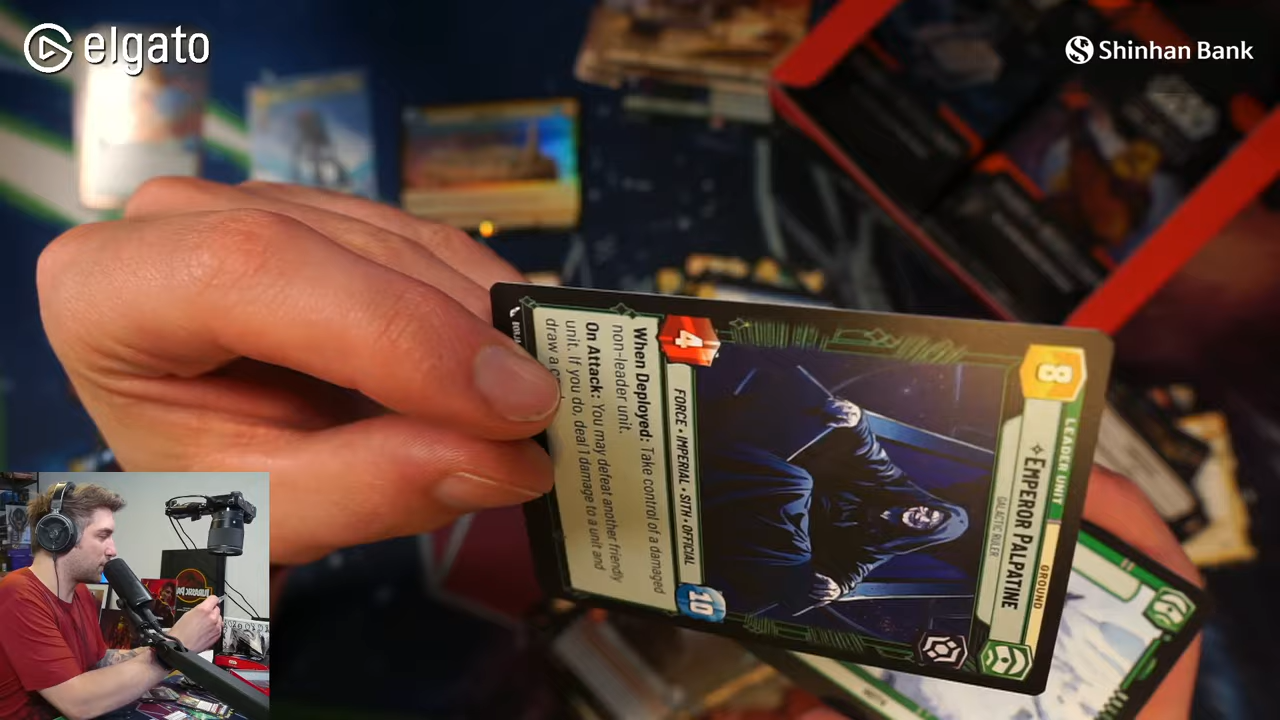 elgato
Shinhan Bank
8
LEADER UNIT
GROUND
EMPEROR PALPATINE
GALACTIC RULER
4
FORCE • IMPERIAL • SITH • OFFICIAL
10
When Deployed: Take control of a damaged
non-leader unit.
On Attack: You may defeat another friendly
unit. If you do, deal 1 damage to a unit and
draw a